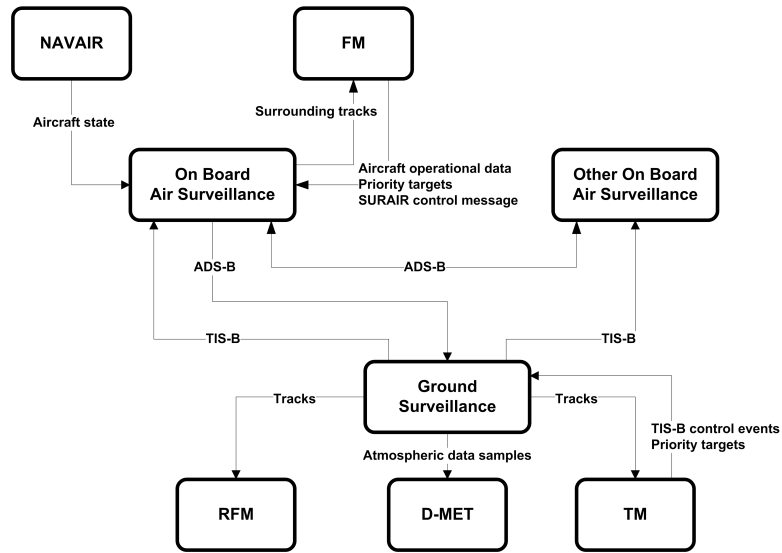 NAVAIR
FM
Surrounding tracks
Aircraft state
On Board
Air Surveillance
Aircraft operational data
Priority targets
SURAIR control message
Other On Board
Air Surveillance
ADS-B
ADS-B
TIS-B
TIS-B
Ground
Surveillance
Tracks
Tracks
TIS-B control events
Priority targets
Atmospheric data samples
RFM
D-MET
TM